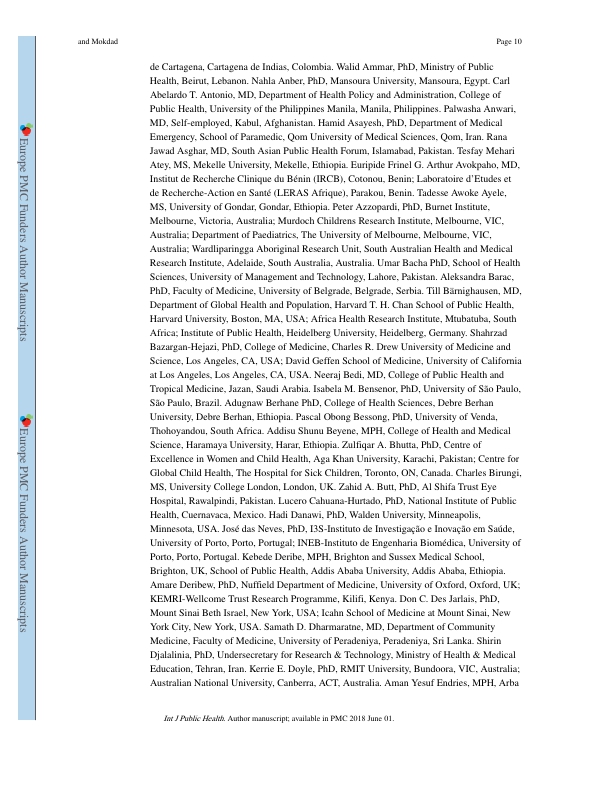 and Mokdad
Page 10
de Cartagena, Cartagena de Indias, Colombia. Walid Ammar, PhD, Ministry of Public
Health, Beirut, Lebanon. Nahla Anber, PhD, Mansoura University, Mansoura, Egypt. Carl
Abelardo T. Antonio, MD, Department of Health Policy and Administration, College of
Public Health, University of the Philippines Manila, Manila, Philippines. Palwasha Anwari,
MD, Self-employed, Kabul, Afghanistan. Hamid Asayesh, PhD, Department of Medical
Emergency, School of Paramedic, Qom University of Medical Sciences, Qom, Iran. Rana
Jawad Asghar, MD, South Asian Public Health Forum, Islamabad, Pakistan. Tesfay Mehari
Atey, MS, Mekelle University, Mekelle, Ethiopia. Euripide Frinel G. Arthur Avokpaho, MD,
Institut de Recherche Clinique du Bénin (IRCB), Cotonou, Benin; Laboratoire d’Etudes et
de Recherche-Action en Santé (LERAS Afrique), Parakou, Benin. Tadesse Awoke Ayele,
MS, University of Gondar, Gondar, Ethiopia. Peter Azzopardi, PhD, Burnet Institute,
Melbourne, Victoria, Australia; Murdoch Childrens Research Institute, Melbourne, VIC,
Australia; Department of Paediatrics, The University of Melbourne, Melbourne, VIC,
Australia; Wardliparingga Aboriginal Research Unit, South Australian Health and Medical
Research Institute, Adelaide, South Australia, Australia. Umar Bacha PhD, School of Health
Sciences, University of Management and Technology, Lahore, Pakistan. Aleksandra Barac,
PhD, Faculty of Medicine, University of Belgrade, Belgrade, Serbia. Till Bärnighausen, MD,
Department of Global Health and Population, Harvard T. H. Chan School of Public Health,
Harvard University, Boston, MA, USA; Africa Health Research Institute, Mtubatuba, South
Africa; Institute of Public Health, Heidelberg University, Heidelberg, Germany. Shahrzad
Bazargan-Hejazi, PhD, College of Medicine, Charles R. Drew University of Medicine and
Science, Los Angeles, CA, USA; David Geffen School of Medicine, University of California
at Los Angeles, Los Angeles, CA, USA. Neeraj Bedi, MD, College of Public Health and
Tropical Medicine, Jazan, Saudi Arabia. Isabela M. Bensenor, PhD, University of São Paulo,
São Paulo, Brazil. Adugnaw Berhane PhD, College of Health Sciences, Debre Berhan
University, Debre Berhan, Ethiopia. Pascal Obong Bessong, PhD, University of Venda,
Thohoyandou, South Africa. Addisu Shunu Beyene, MPH, College of Health and Medical
Science, Haramaya University, Harar, Ethiopia. Zulfiqar A. Bhutta, PhD, Centre of
Excellence in Women and Child Health, Aga Khan University, Karachi, Pakistan; Centre for
Global Child Health, The Hospital for Sick Children, Toronto, ON, Canada. Charles Birungi,
MS, University College London, London, UK. Zahid A. Butt, PhD, Al Shifa Trust Eye
Hospital, Rawalpindi, Pakistan. Lucero Cahuana-Hurtado, PhD, National Institute of Public
Health, Cuernavaca, Mexico. Hadi Danawi, PhD, Walden University, Minneapolis,
Minnesota, USA. José das Neves, PhD, I3S-Instituto de Investigação e Inovação em Saúde,
University of Porto, Porto, Portugal; INEB-Instituto de Engenharia Biomédica, University of
Porto, Porto, Portugal. Kebede Deribe, MPH, Brighton and Sussex Medical School,
Brighton, UK, School of Public Health, Addis Ababa University, Addis Ababa, Ethiopia.
Amare Deribew, PhD, Nuffield Department of Medicine, University of Oxford, Oxford, UK;
KEMRI-Wellcome Trust Research Programme, Kilifi, Kenya. Don C. Des Jarlais, PhD,
Mount Sinai Beth Israel, New York, USA; Icahn School of Medicine at Mount Sinai, New
York City, New York, USA. Samath D. Dharmaratne, MD, Department of Community
Medicine, Faculty of Medicine, University of Peradeniya, Peradeniya, Sri Lanka. Shirin
Djalalinia, PhD, Undersecretary for Research & Technology, Ministry of Health & Medical
Education, Tehran, Iran. Kerrie E. Doyle, PhD, RMIT University, Bundoora, VIC, Australia;
Australian National University, Canberra, ACT, Australia. Aman Yesuf Endries, MPH, Arba
Int J Public Health. Author manuscript; available in PMC 2018 June 01.
Europe PMC Funders Author Manuscripts
Europe PMC Funders Author Manuscripts